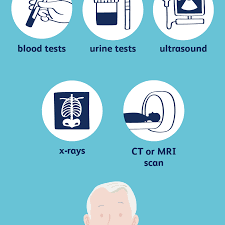 blood tests urine tests ultrasound
x-rays CT or MRI
scan